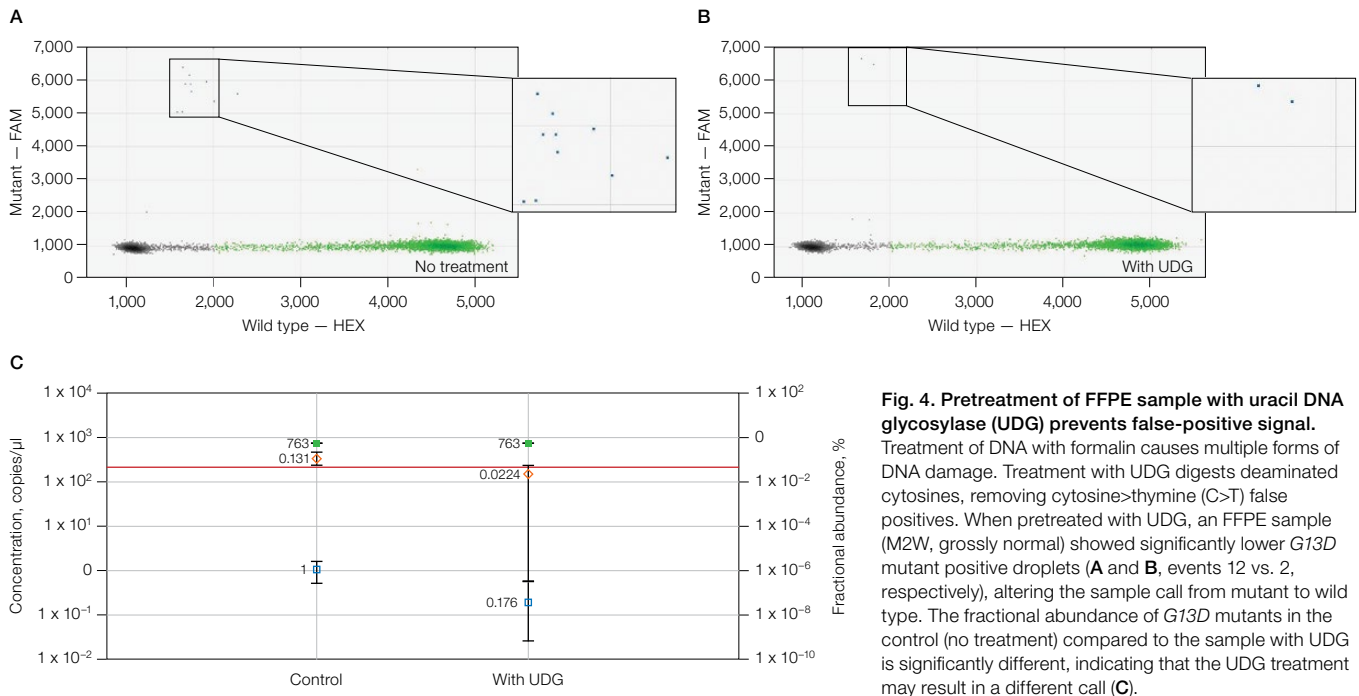 A
7,000
6,000
5,000
4,000
3,000
2,000
1,000
0
Mutant — FAM
No treatment
1,000 2,000 3,000 4,000 5,000
Wild type — HEX
B
7,000
6,000
5,000
4,000
3,000
2,000
1,000
0
Mutant — FAM
With UDG
1,000 2,000 3,000 4,000 5,000
Wild type — HEX
C
Concentration, copies/µl
1 x 10⁴
1 x 10³
1 x 10²
1 x 10¹
0
1 x 10⁻¹
1 x 10⁻²
763
0.131
1
763
0.0224
0.176
Control With UDG
1 x 10²
0
1 x 10⁻²
1 x 10⁻⁴
1 x 10⁻⁶
1 x 10⁻⁸
1 x 10⁻¹⁰
Fractional abundance, %
Fig. 4. Pretreatment of FFPE sample with uracil DNA
glycosylase (UDG) prevents false-positive signal.
Treatment of DNA with formalin causes multiple forms of
DNA damage. Treatment with UDG digests deaminated
cytosines, removing cytosine>thymine (C>T) false
positives. When pretreated with UDG, an FFPE sample
(M2W, grossly normal) showed significantly lower G13D
mutant positive droplets (A and B, events 12 vs. 2,
respectively), altering the sample call from mutant to wild
type. The fractional abundance of G13D mutants in the
control (no treatment) compared to the sample with UDG
is significantly different, indicating that the UDG treatment
may result in a different call (C).